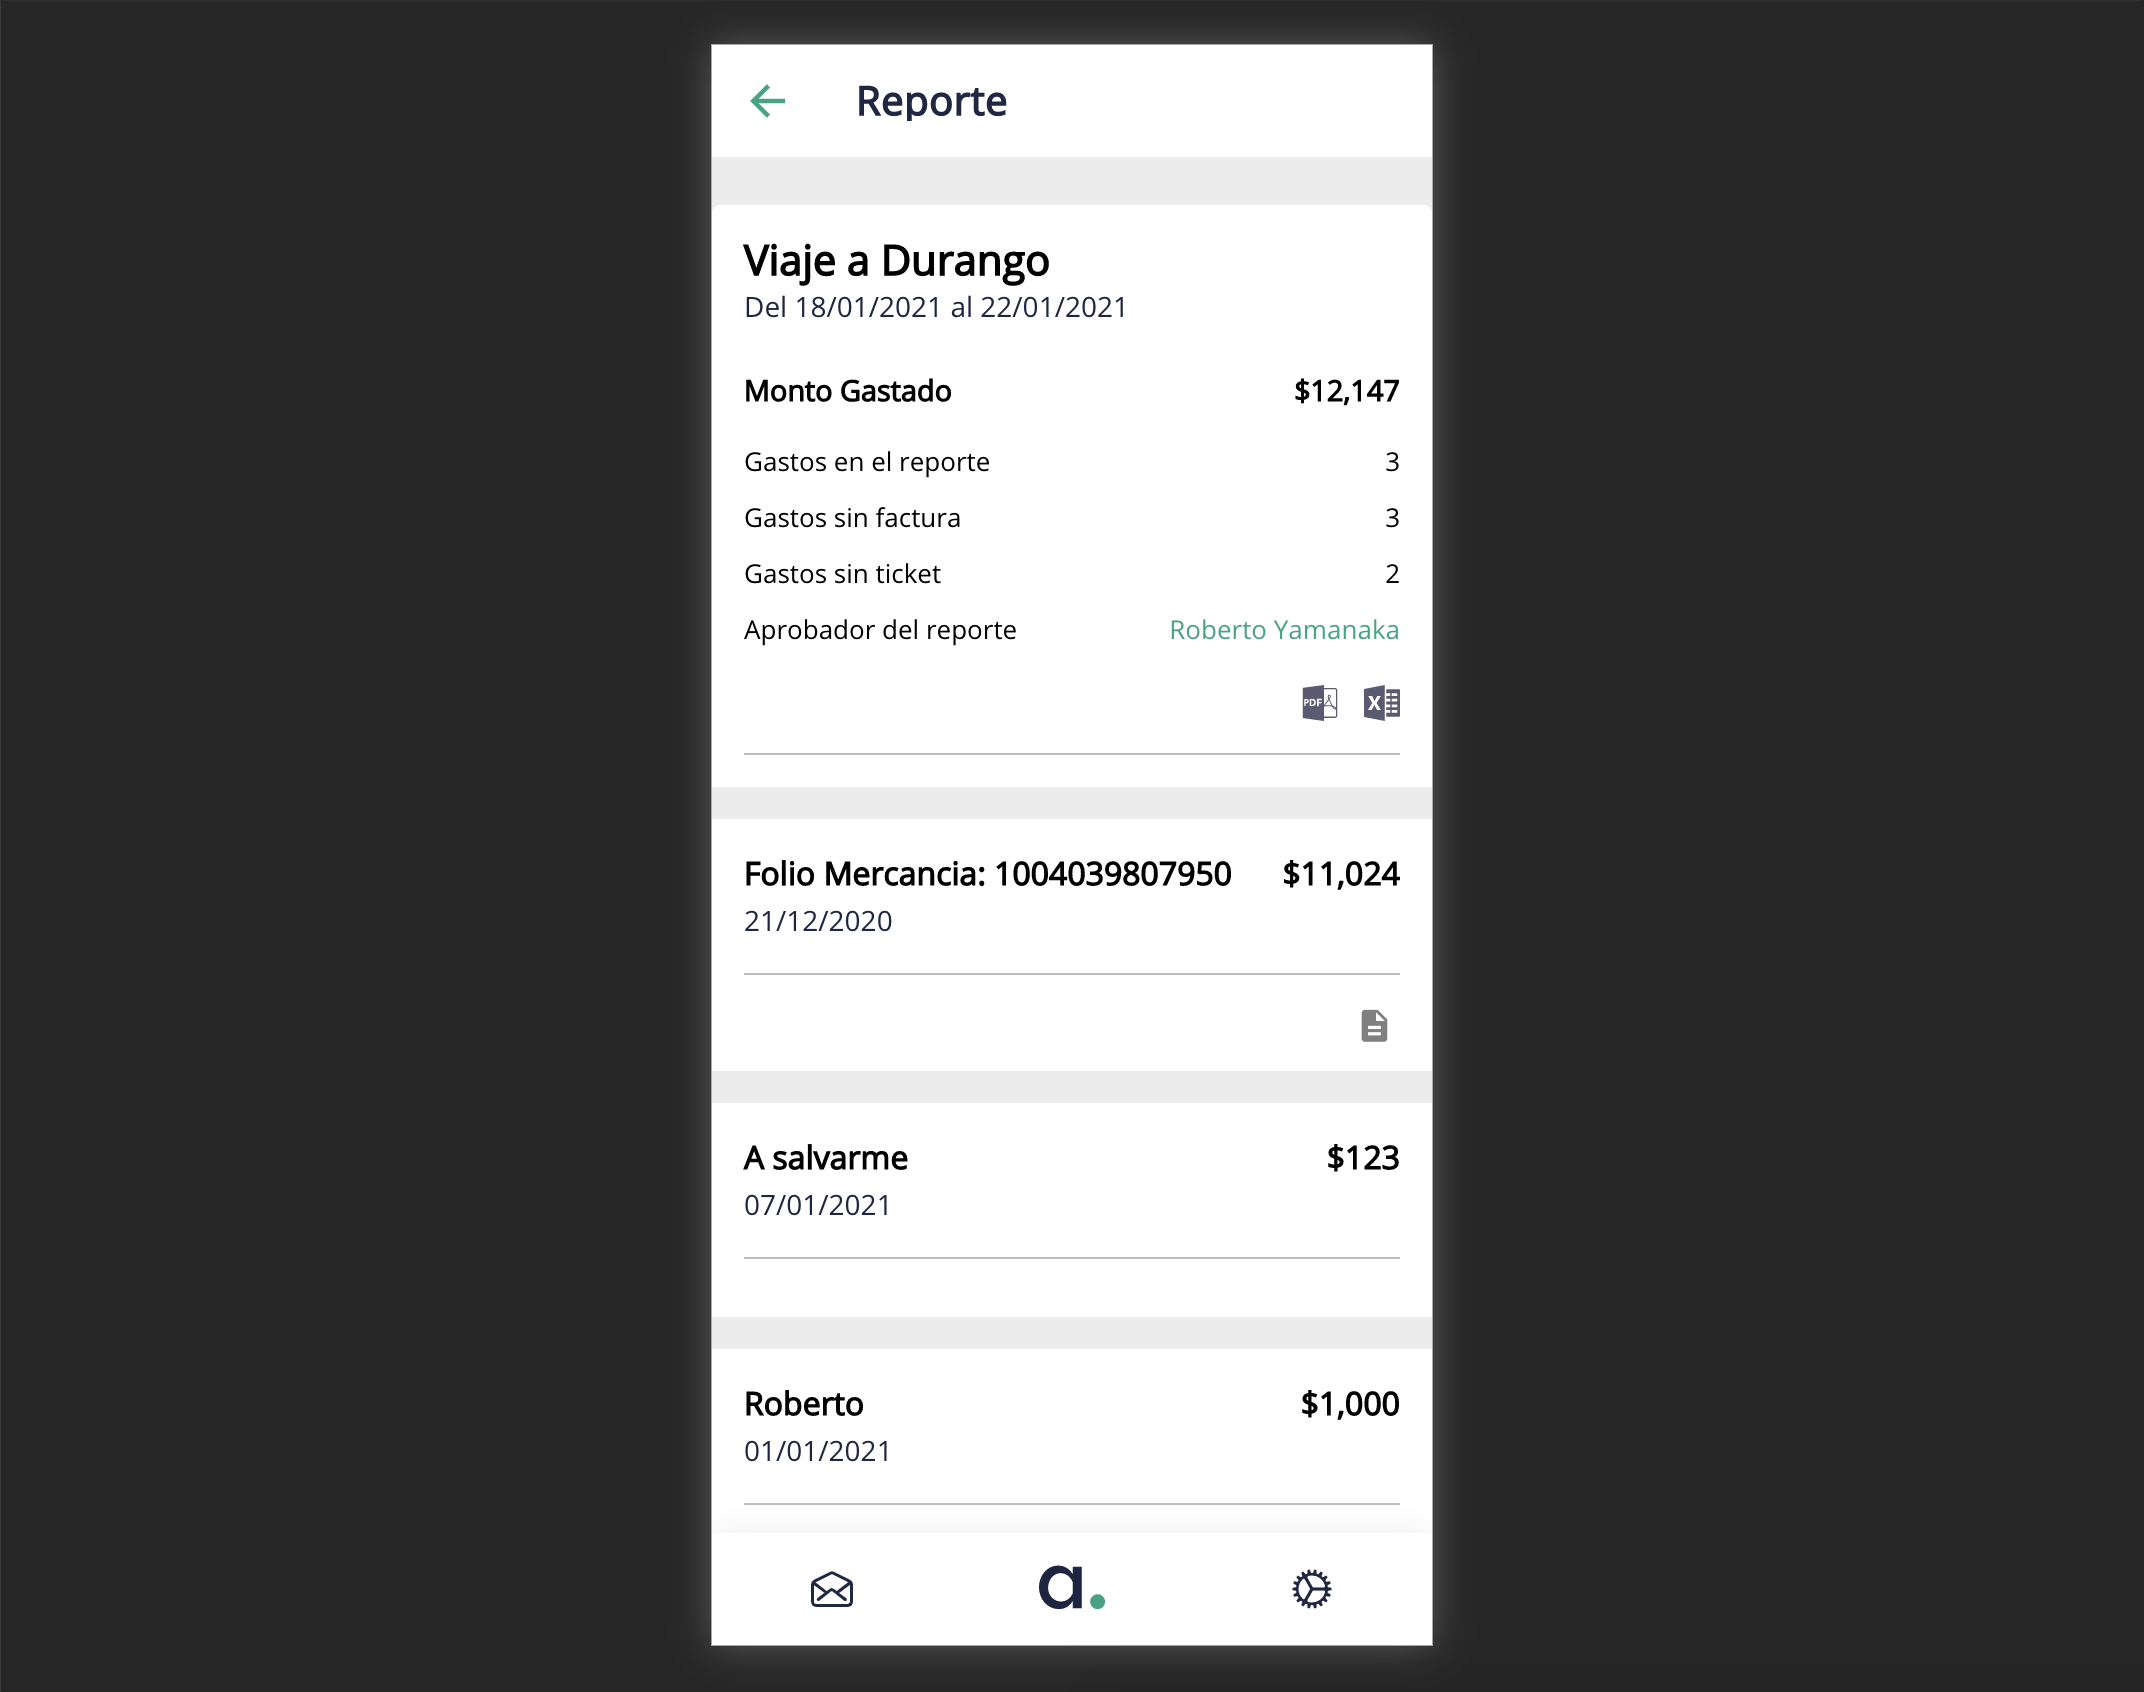 Reporte
Viaje a Durango
Del 18/01/2021 al 22/01/2021
Monto Gastado $12,147
Gastos en el reporte 3
Gastos sin factura 3
Gastos sin ticket 2
Aprobador del reporte Roberto Yamanaka
PDF X
Folio Mercancia: 1004039807950 $11,024
21/12/2020
A salvarme $123
07/01/2021
Roberto $1,000
01/01/2021
a.